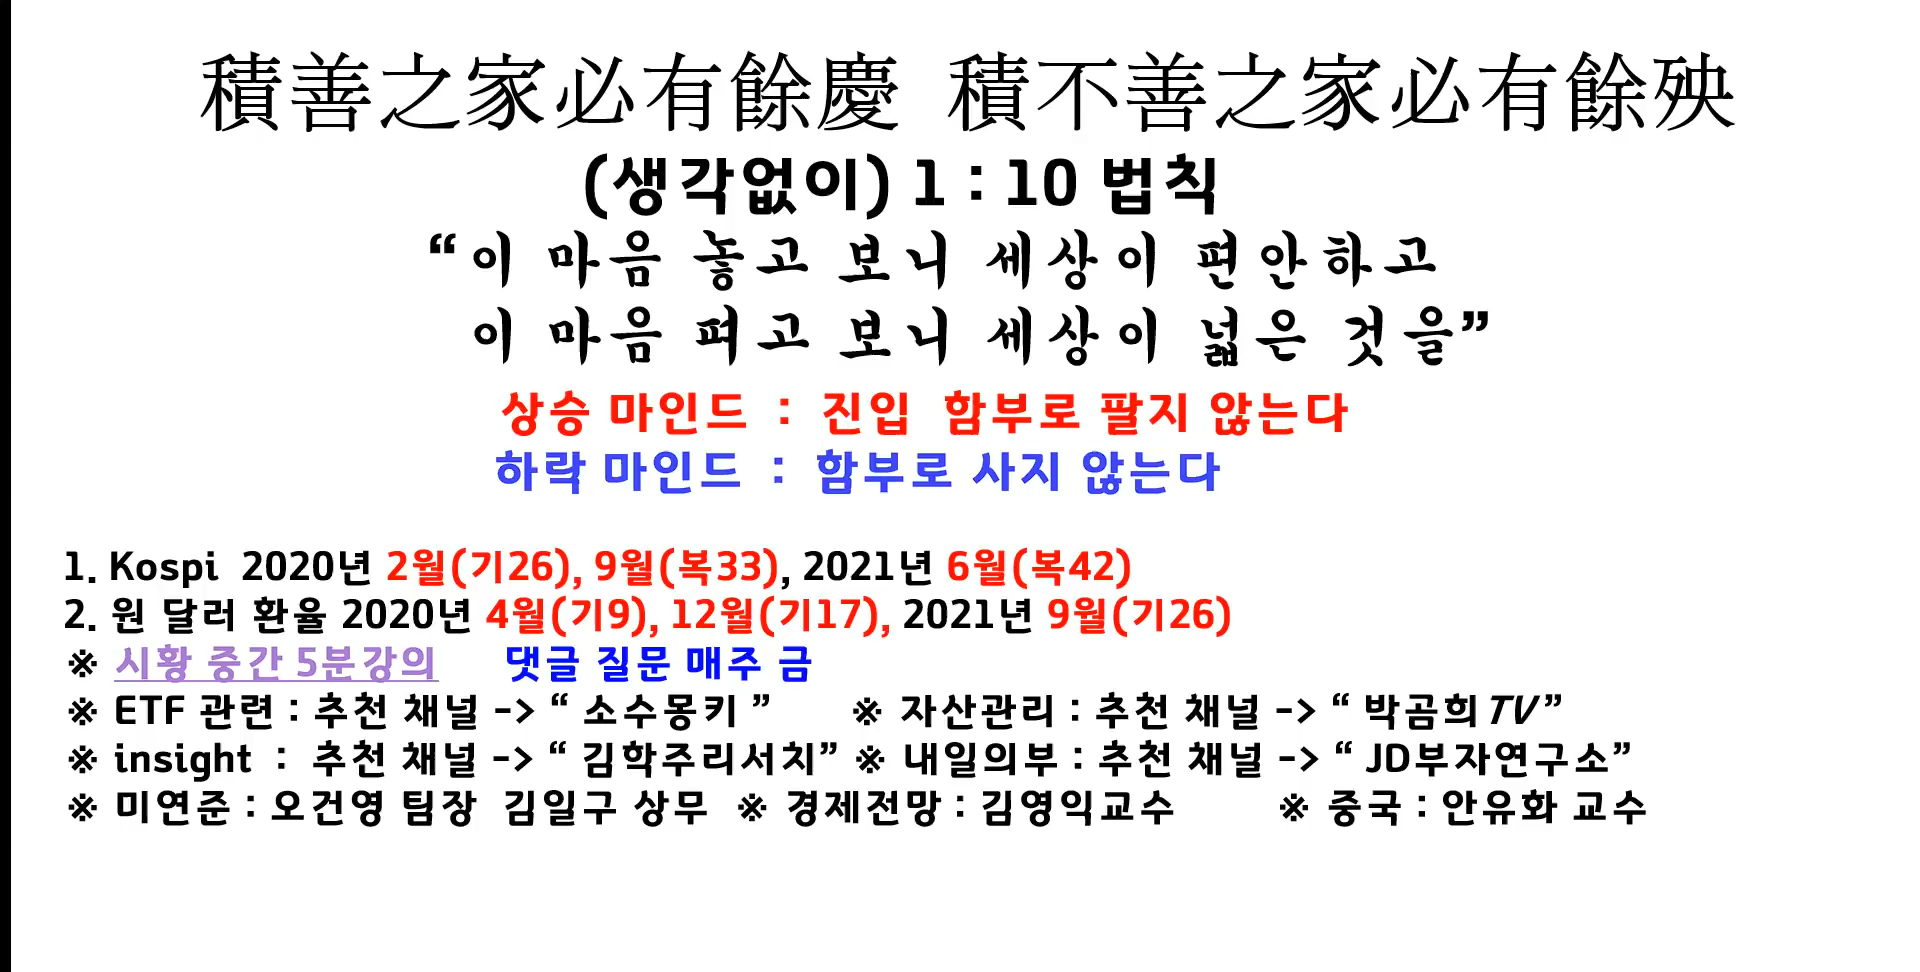 積善之家必有餘慶 積不善之家必有餘殃
(생각없이) 1 : 10 법칙
“이 마음 놓고 보니 세상이 편안하고
이 마음 펴고 보니 세상이 넓은 것을”
상승 마인드 : 진입 함부로 팔지 않는다
하락 마인드 : 함부로 사지 않는다
1. Kospi 2020년 2월(기26), 9월(복33), 2021년 6월(복42)
2. 원 달러 환율 2020년 4월(기9), 12월(기17), 2021년 9월(기26)
※ 시황 중간 5분강의 댓글 질문 매주 금
※ ETF 관련 : 추천 채널 -> “ 소수몽키 ” ※ 자산관리 : 추천 채널 -> “ 박곰희TV”
※ insight : 추천 채널 -> “ 김학주리서치” ※ 내일의부 : 추천 채널 -> “ JD부자연구소”
※ 미연준 : 오건영 팀장 김일구 상무 ※ 경제전망 : 김영익교수 ※ 중국 : 안유화 교수